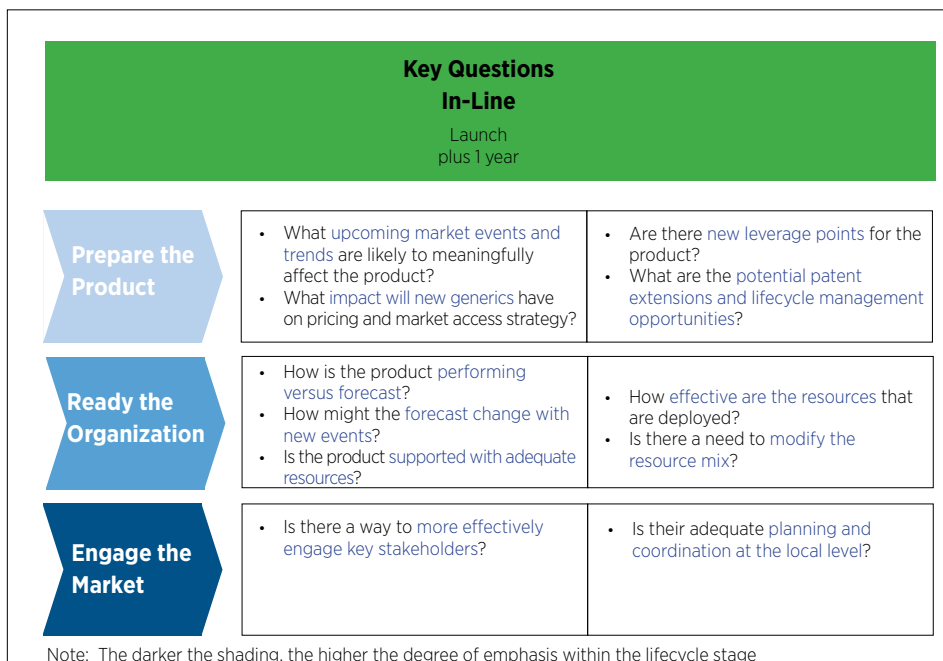 Key Questions
In-Line
Launch
plus 1 year
Prepare the
Product
• What upcoming market events and
trends are likely to meaningfully
affect the product?
• What impact will new generics have
on pricing and market access strategy?
• Are there new leverage points for the
product?
• What are the potential patent
extensions and lifecycle management
opportunities?
Ready the
Organization
• How is the product performing
versus forecast?
• How might the forecast change with
new events?
• Is the product supported with adequate
resources?
• How effective are the resources that
are deployed?
• Is there a need to modify the
resource mix?
Engage the
Market
• Is there a way to more effectively
engage key stakeholders?
• Is their adequate planning and
coordination at the local level?
Note: The darker the shading, the higher the degree of emphasis within the lifecycle stage